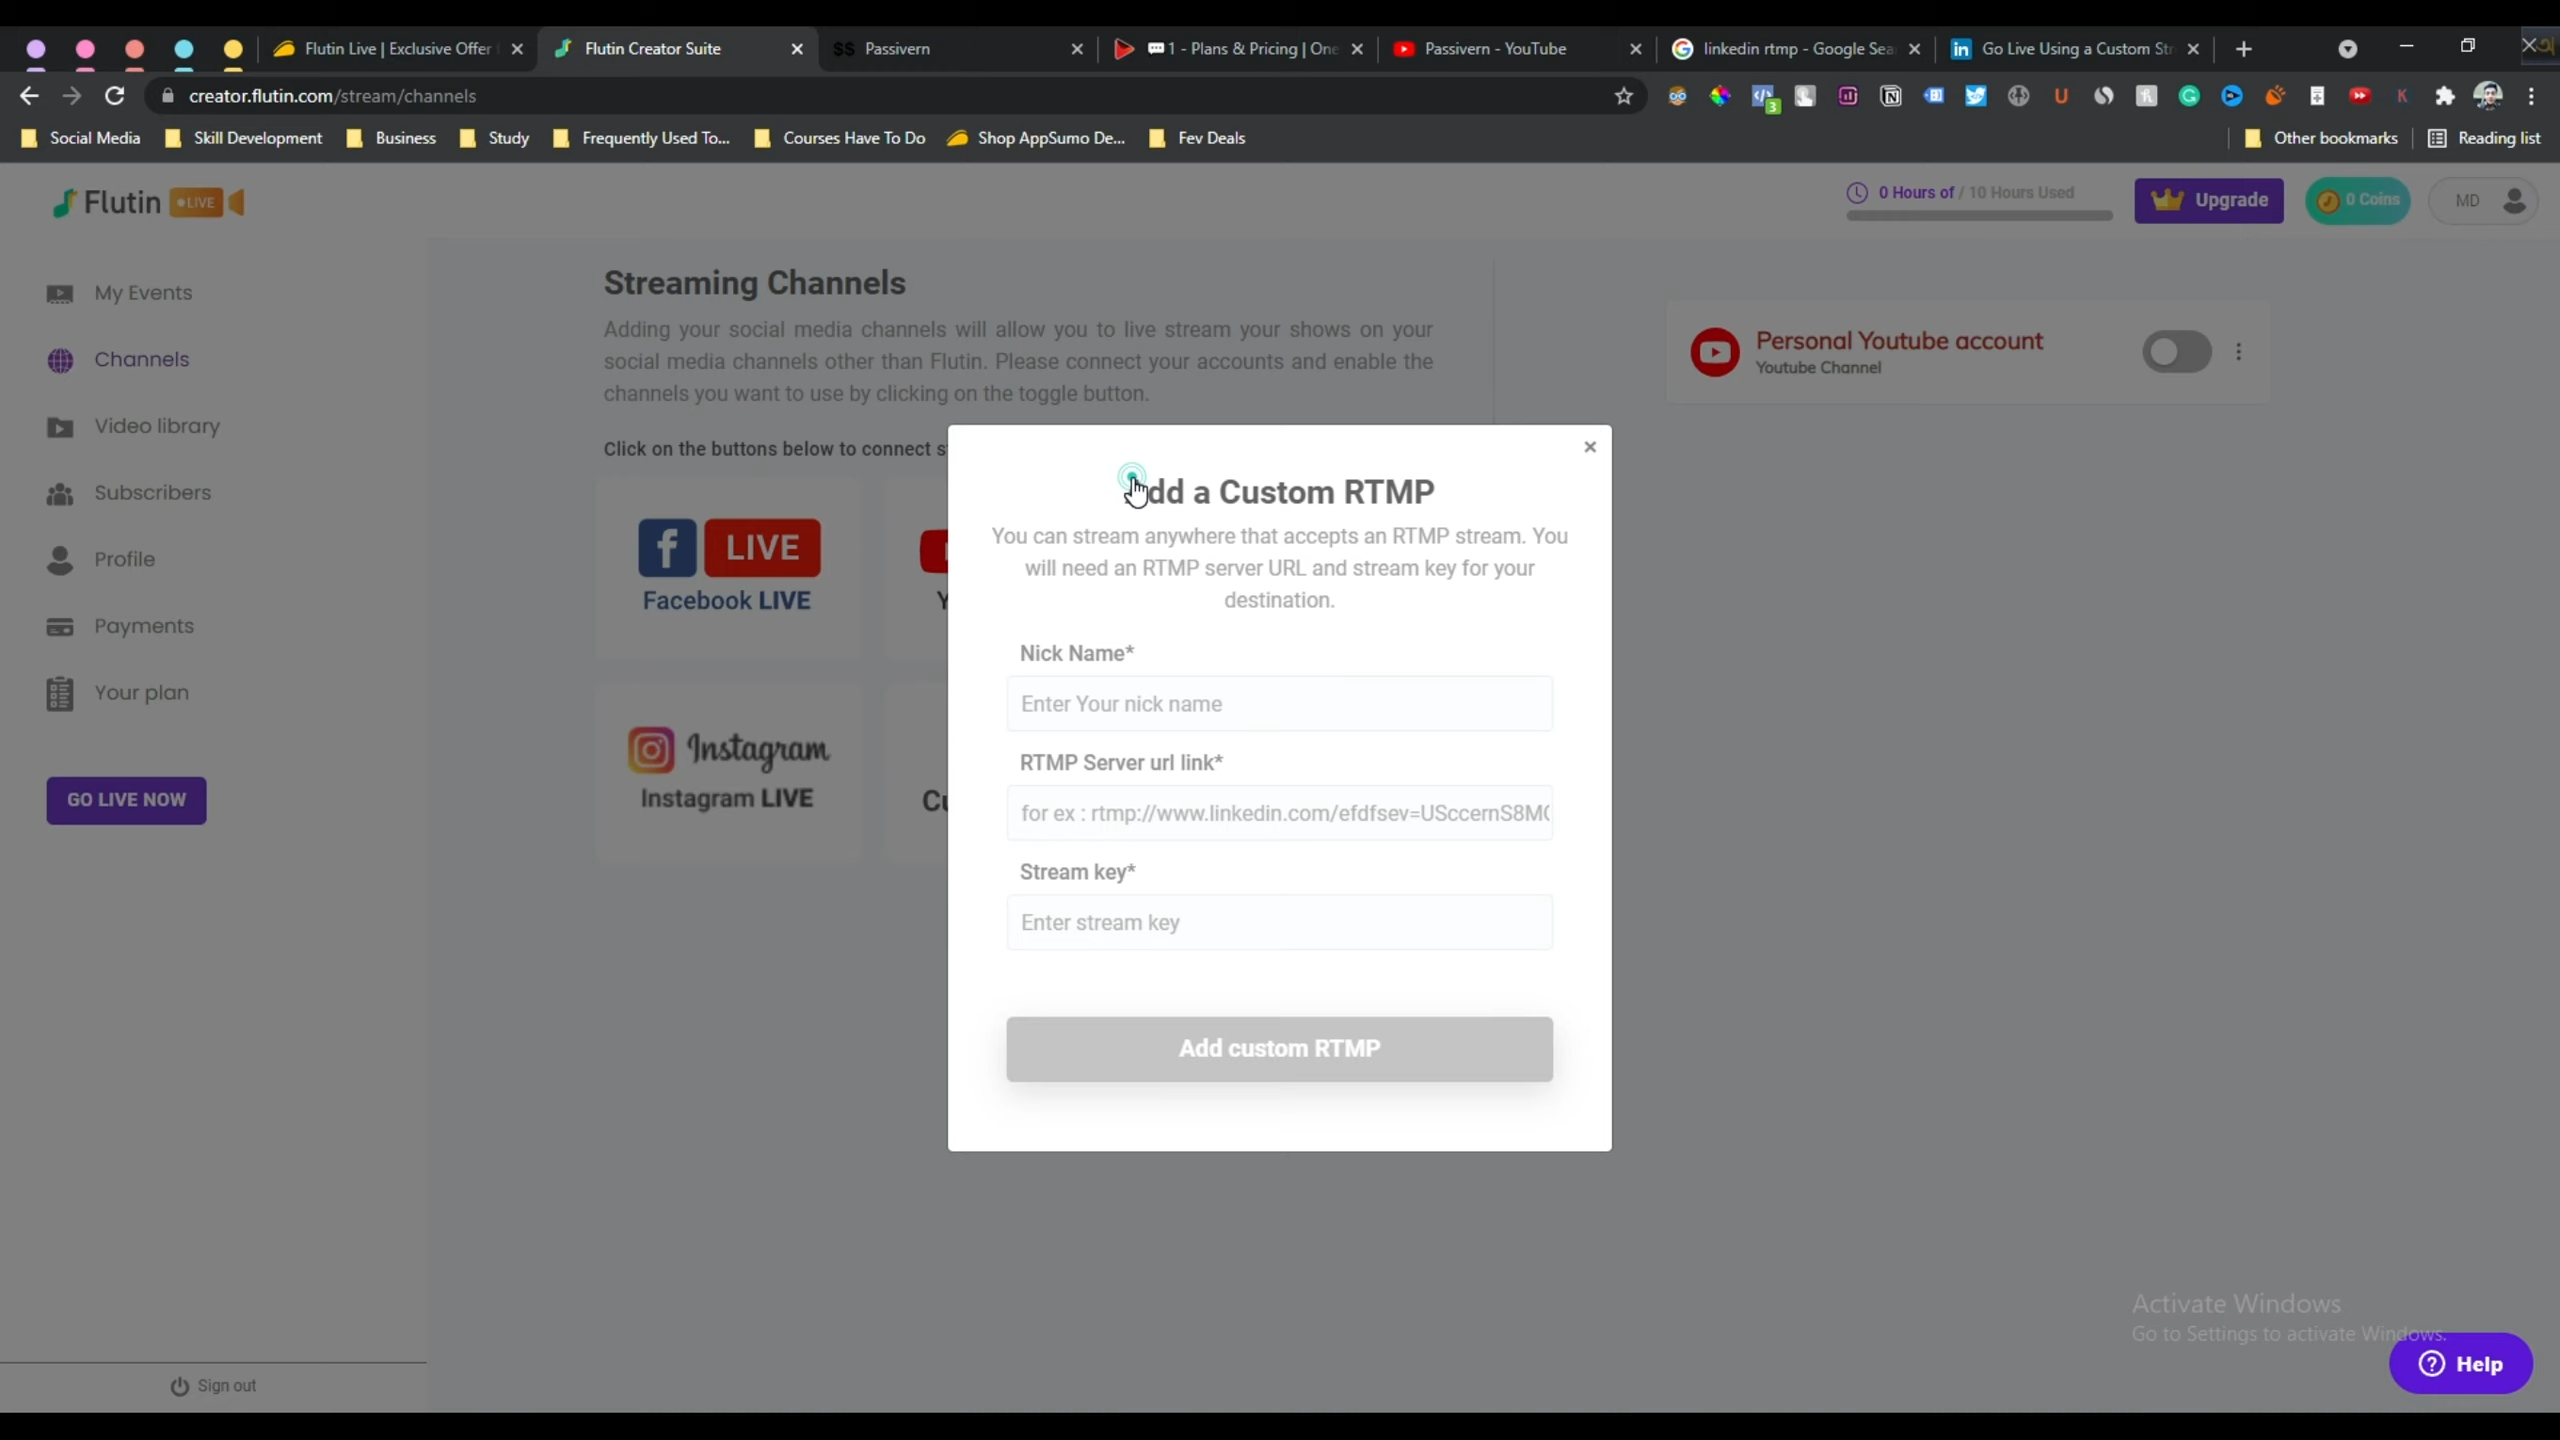 Flutin Live | Exclusive Offer
Flutin Creator Suite
$$ Passivern
1 - Plans & Pricing | One
Passivern - YouTube
linkedin rtmp - Google Sea
Go Live Using a Custom Str
creator.flutin.com/stream/channels
3
Social Media
Skill Development
Business
Study
Frequently Used To...
Courses Have To Do
Shop AppSumo De...
Fev Deals
Other bookmarks
Reading list
Flutin LIVE
0 Hours of / 10 Hours Used
Upgrade
0 Coins
MD
My Events
Channels
Video library
Subscribers
Profile
Payments
Your plan
GO LIVE NOW
Sign out
Streaming Channels
Adding your social media channels will allow you to live stream your shows on your
social media channels other than Flutin. Please connect your accounts and enable the
channels you want to use by clicking on the toggle button.
Click on the buttons below to connect s
LIVE
Facebook LIVE
Instagram
Instagram LIVE
Personal Youtube account
Youtube Channel
×
Add a Custom RTMP
You can stream anywhere that accepts an RTMP stream. You
will need an RTMP server URL and stream key for your
destination.
Nick Name*
Enter Your nick name
RTMP Server url link*
for ex : rtmp://www.linkedin.com/efdfsev=USccernS8M
Stream key*
Enter stream key
Add custom RTMP
Activate Windows
Go to Settings to activate Windows.
Help